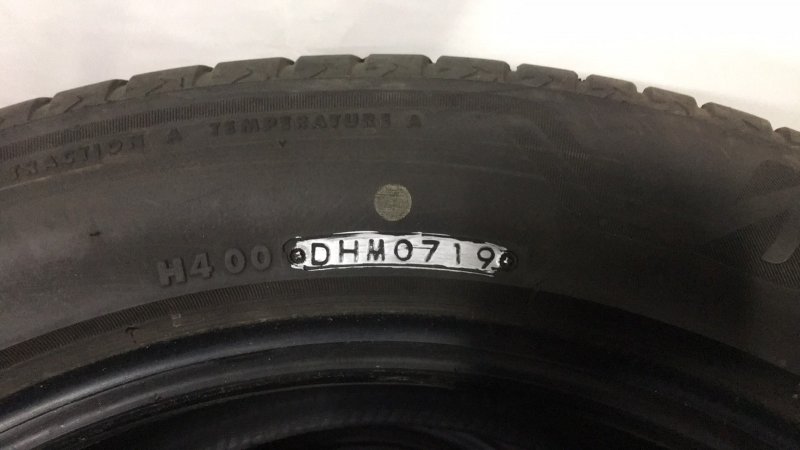 TRACTION A TEMPERATURE A
H400 DHM0719